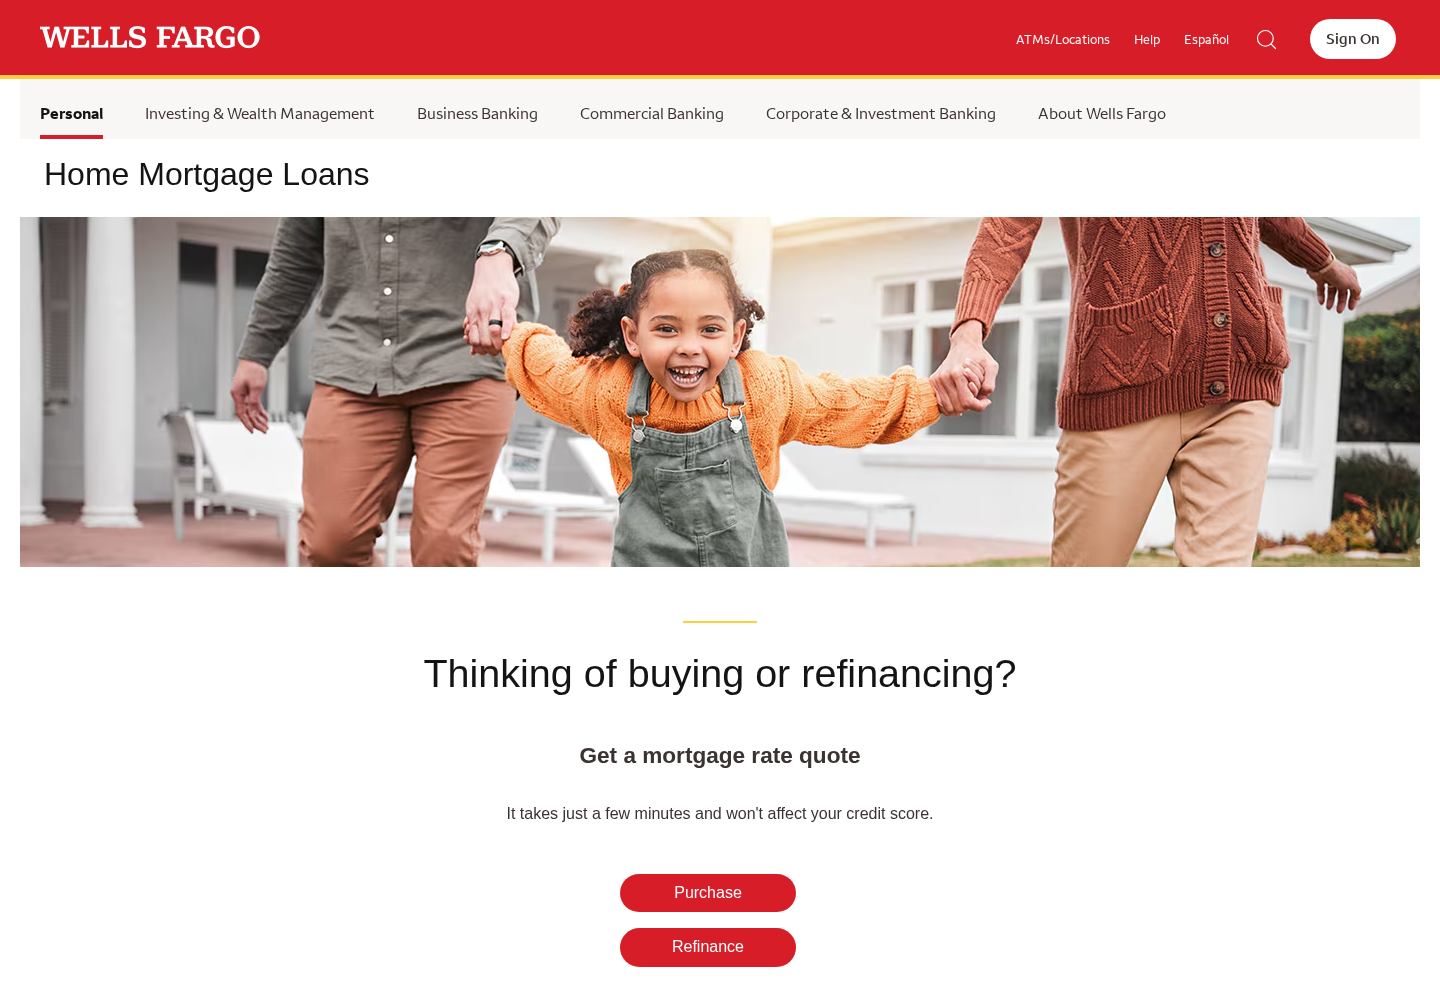 WELLS FARGO
ATMs/Locations
Help
Español
Sign On
Personal
Investing & Wealth Management
Business Banking
Commercial Banking
Corporate & Investment Banking
About Wells Fargo
Home Mortgage Loans
Thinking of buying or refinancing?
Get a mortgage rate quote
It takes just a few minutes and won't affect your credit score.
Purchase
Refinance